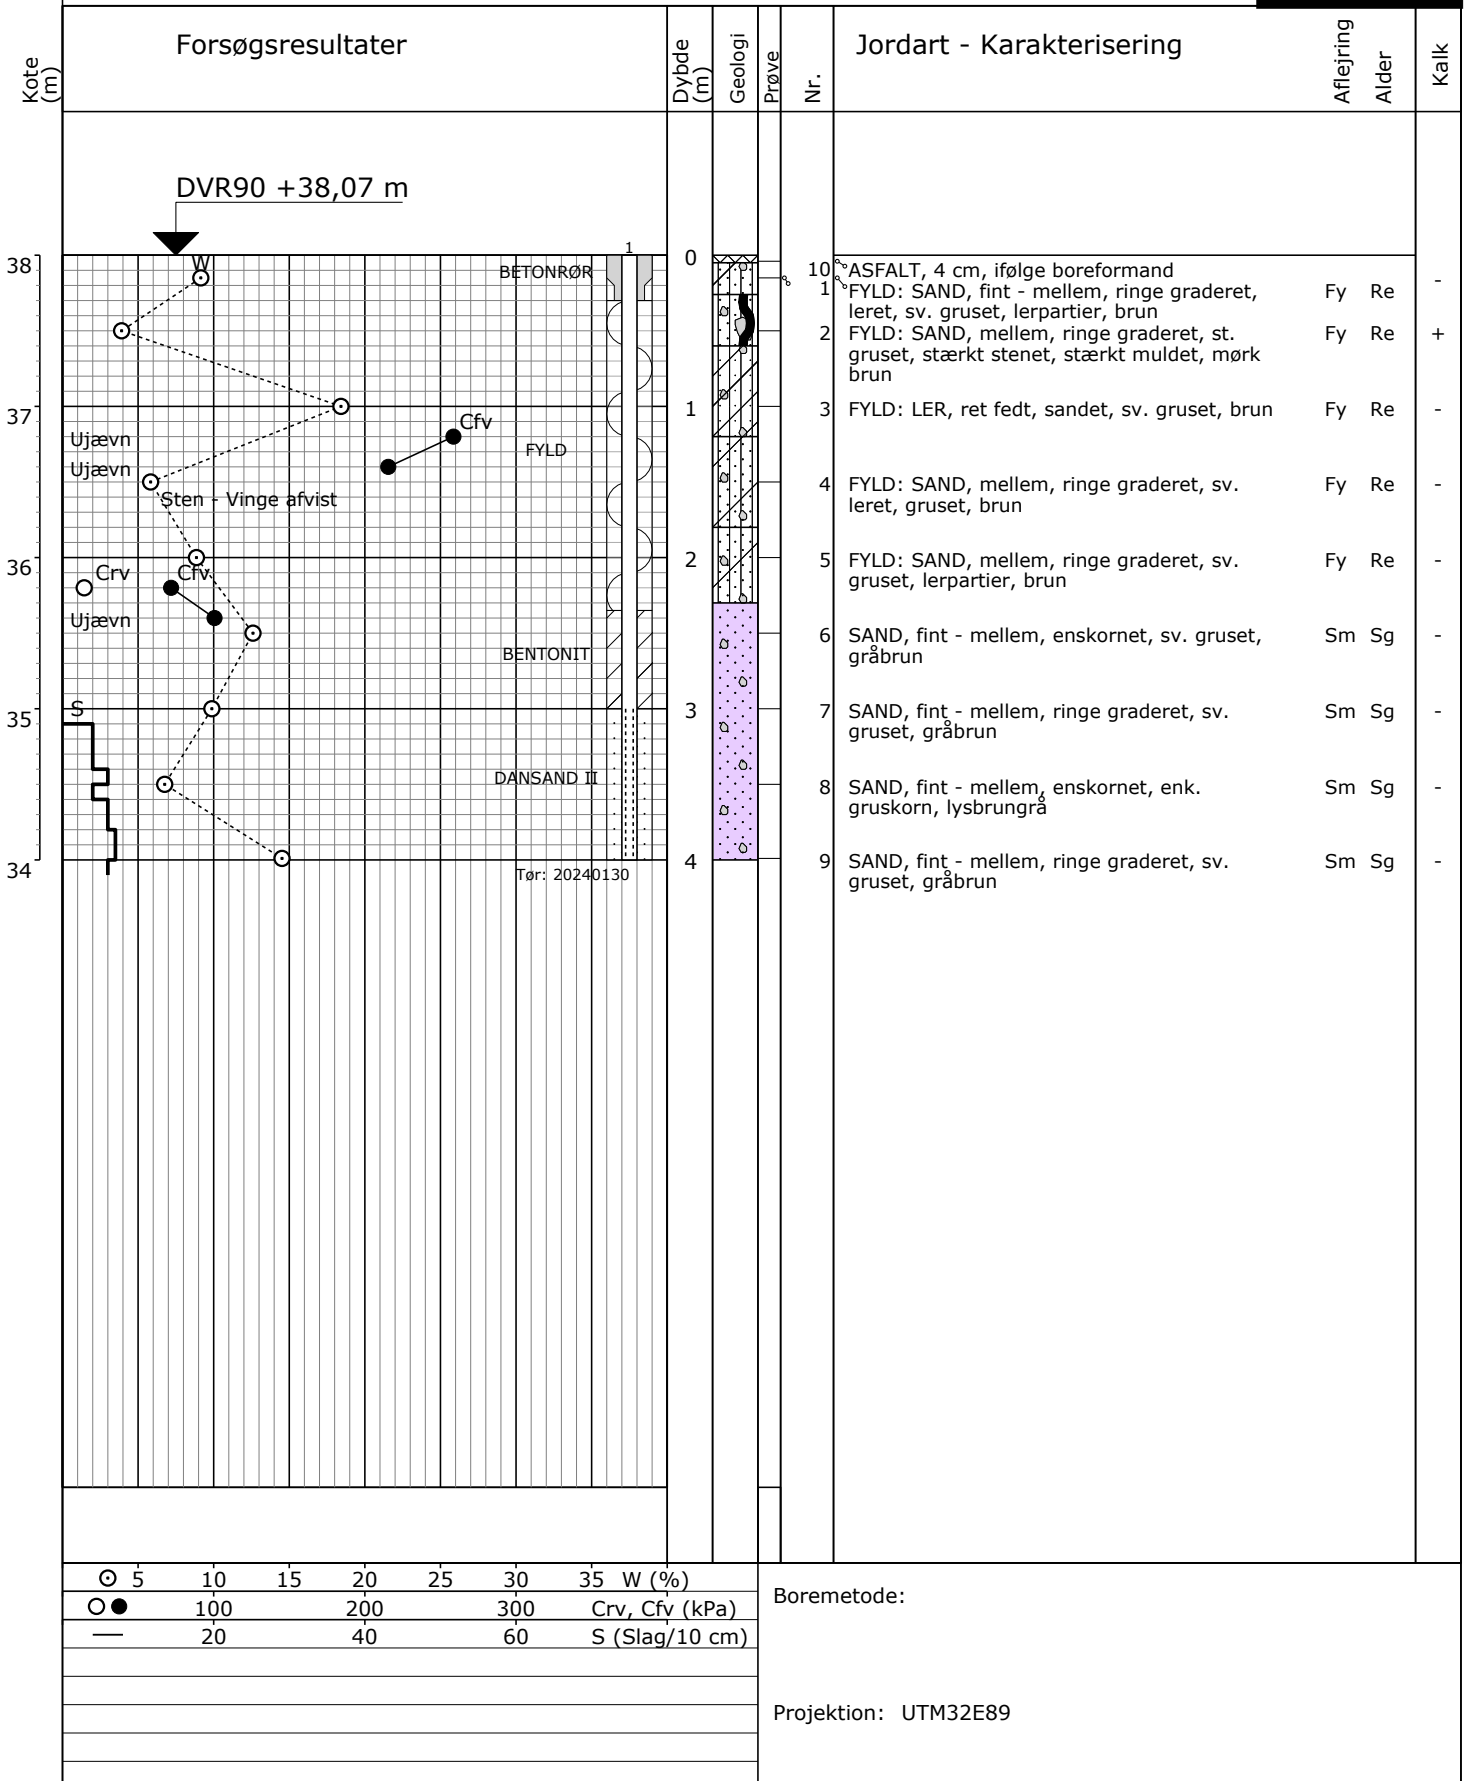 Forsøgsresultater
Jordart - Karakterisering
Kote
(m)
Dybde
(m)
Geologi
Prøve
Nr.
Aflejring
Alder
Kalk
DVR90 +38,07 m
38
37
36
35
34
W
1
BETONRØR
Cfv
Ujævn
Ujævn
FYLD
Sten - Vinge afvist
Crv
Cfv
Ujævn
BENTONIT
S
DANSAND II
Tør: 20240130
0
1
2
3
4
10 ASFALT, 4 cm, ifølge boreformand -
1 FYLD: SAND, fint - mellem, ringe graderet, Fy Re
leret, sv. gruset, lerpartier, brun
2 FYLD: SAND, mellem, ringe graderet, st. Fy Re +
gruset, stærkt stenet, stærkt muldet, mørk
brun
3 FYLD: LER, ret fedt, sandet, sv. gruset, brun Fy Re -
4 FYLD: SAND, mellem, ringe graderet, sv. Fy Re -
leret, gruset, brun
5 FYLD: SAND, mellem, ringe graderet, sv. Fy Re -
gruset, lerpartier, brun
6 SAND, fint - mellem, enskornet, sv. gruset, Sm Sg -
gråbrun
7 SAND, fint - mellem, ringe graderet, sv. Sm Sg -
gruset, gråbrun
8 SAND, fint - mellem, enskornet, enk. Sm Sg -
gruskorn, lysbrungrå
9 SAND, fint - mellem, ringe graderet, sv. Sm Sg -
gruset, gråbrun
5 10 15 20 25 30 35 W (%)
100 200 300 Crv, Cfv (kPa)
20 40 60 S (Slag/10 cm)
Boremetode:
Projektion: UTM32E89